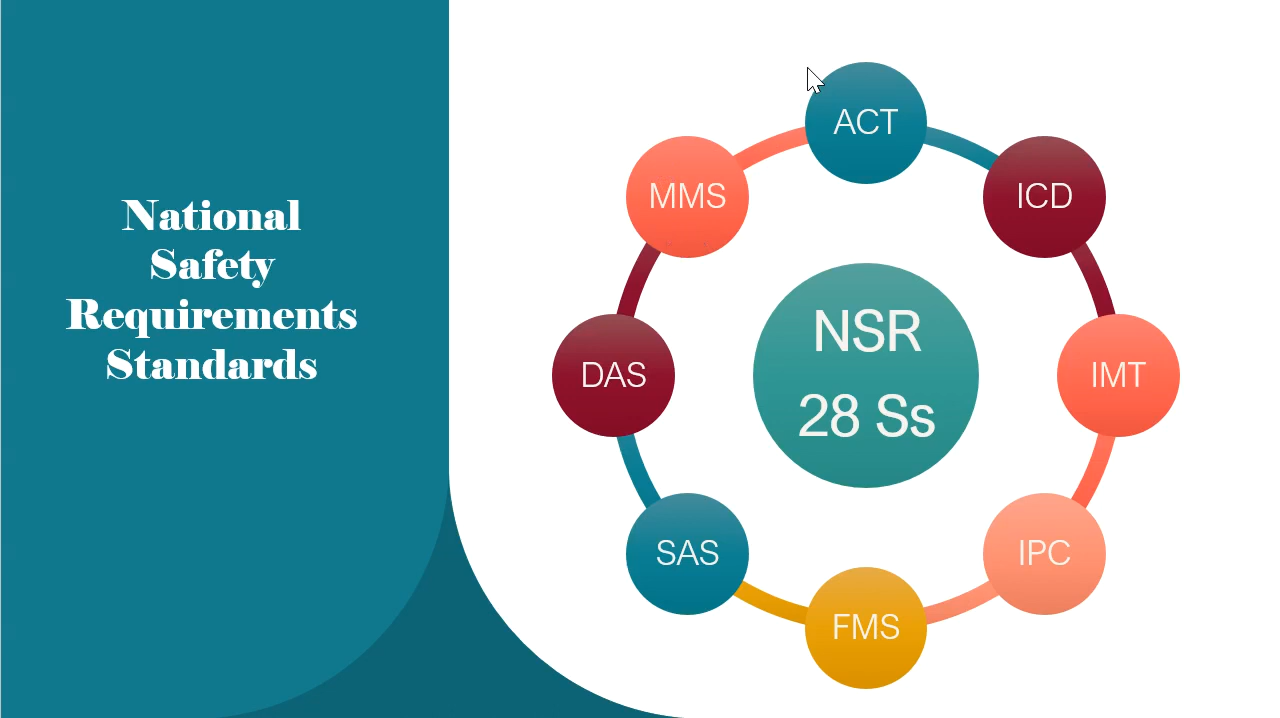 National
Safety
Requirements
Standards
ACT
ICD
IMT
IPC
FMS
SAS
DAS
MMS
NSR
28 Ss